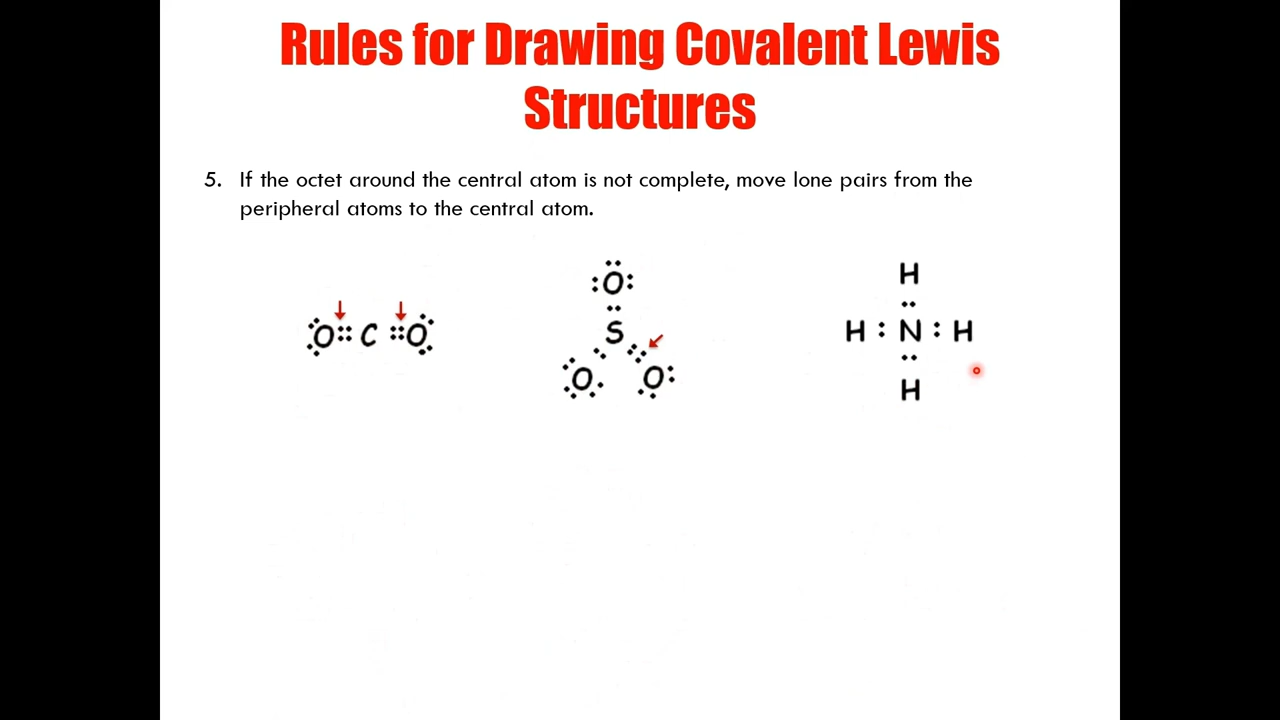 Rules for Drawing Covalent Lewis
Structures
5. If the octet around the central atom is not complete, move lone pairs from the
peripheral atoms to the central atom.
O C O
O
S
O O
H
H : N : H
H